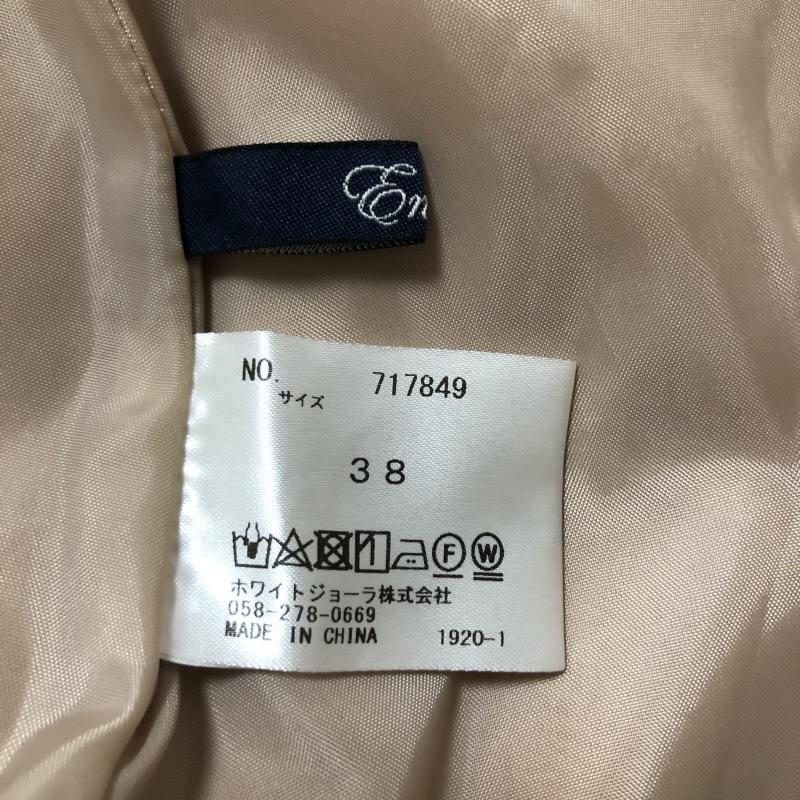 En
NO. 717849
サイズ
38
F W
ホワイトジョーラ株式会社
058-278-0669
MADE IN CHINA 1920-1